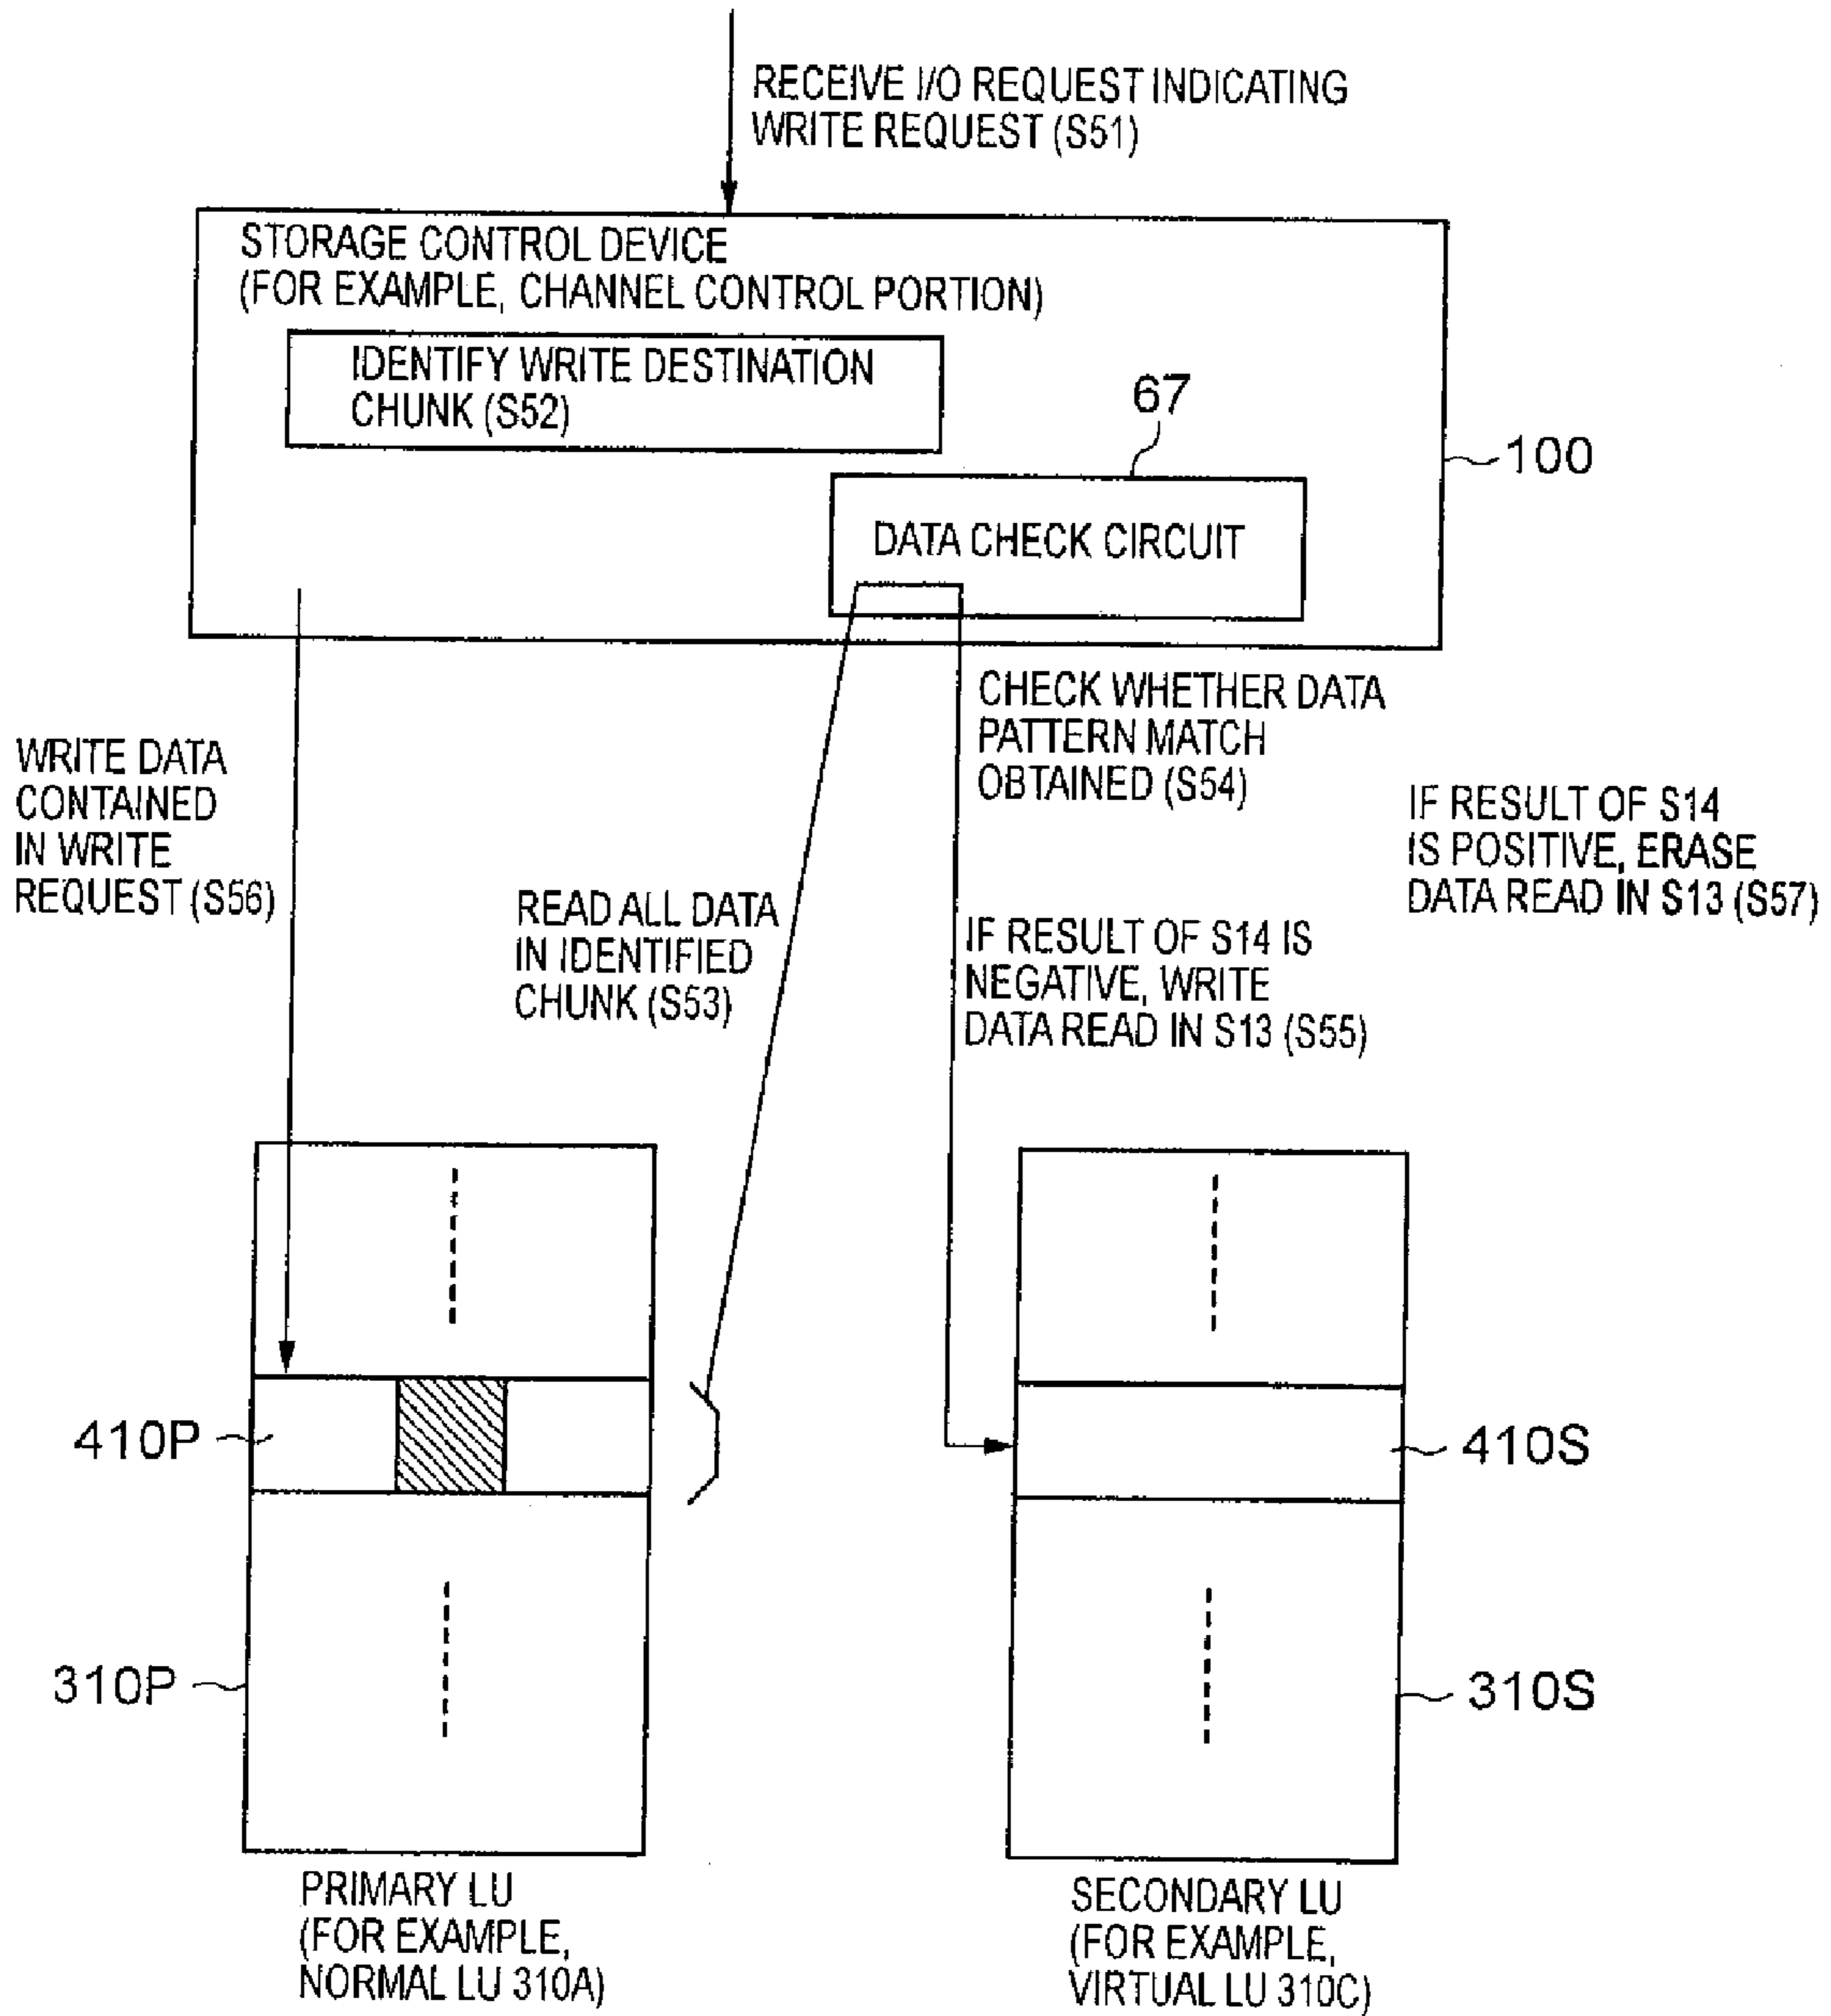 RECEIVE I/O REQUEST INDICATING
WRITE REQUEST (S51)
STORAGE CONTROL DEVICE
(FOR EXAMPLE, CHANNEL CONTROL PORTION)
IDENTIFY WRITE DESTINATION
CHUNK (S52)
67
100
DATA CHECK CIRCUIT
CHECK WHETHER DATA
PATTERN MATCH
OBTAINED (S54)
WRITE DATA
CONTAINED
IN WRITE
REQUEST (S56)
IF RESULT OF S14
IS POSITIVE, ERASE
DATA READ IN S13 (S57)
READ ALL DATA
IN IDENTIFIED
CHUNK (S53)
IF RESULT OF S14 IS
NEGATIVE, WRITE
DATA READ IN S13 (S55)
410P
410S
310P
310S
PRIMARY LU
(FOR EXAMPLE,
NORMAL LU 310A)
SECONDARY LU
(FOR EXAMPLE,
VIRTUAL LU 310C)